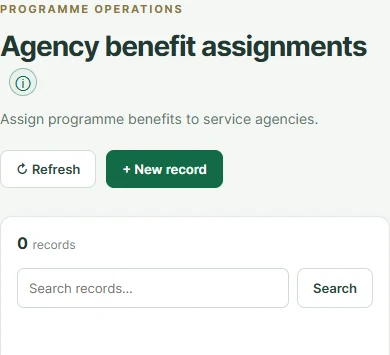 PROGRAMME OPERATIONS
Agency benefit assignments
ⓘ
Assign programme benefits to service agencies.
↻ Refresh
+ New record
0 records
Search records...
Search